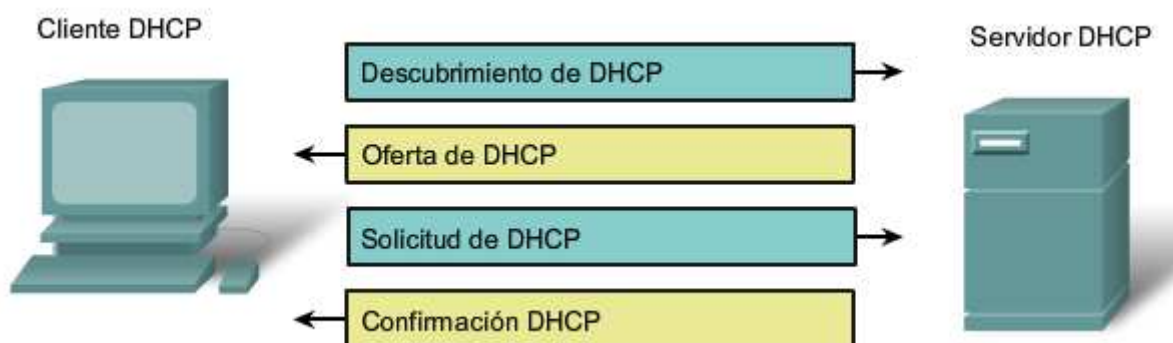 Cliente DHCP
Servidor DHCP
Descubrimiento de DHCP
Oferta de DHCP
Solicitud de DHCP
Confirmación DHCP